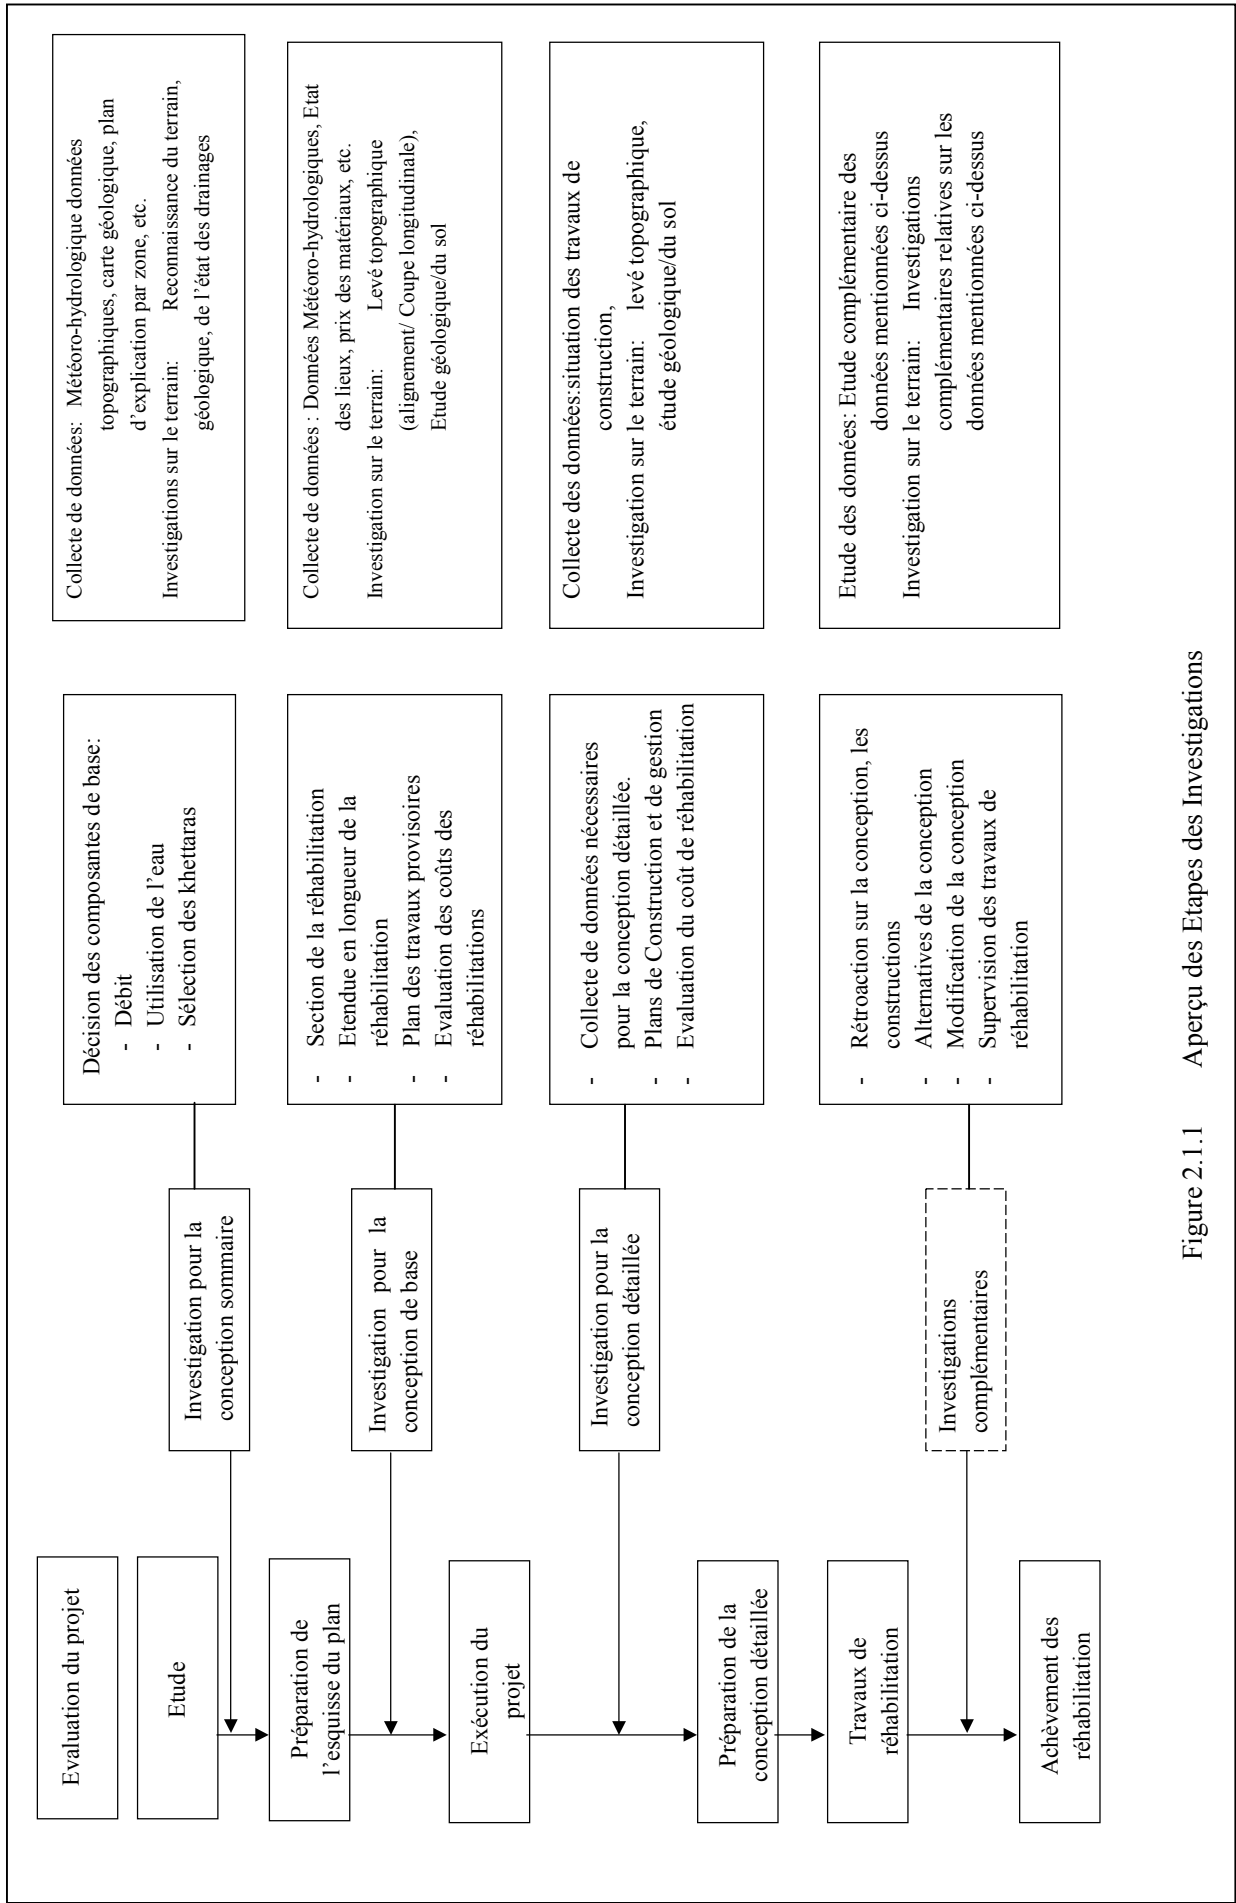 Evaluation du projet
Etude
Préparation de
l'esquisse du plan
Exécution du
projet
Préparation de la
conception détaillée
Travaux de
réhabilitation
Achèvement des
réhabilitation
Investigation pour la
conception sommaire
Investigation pour la
conception de base
Investigation pour la
conception détaillée
Investigations
complémentaires
Décision des composantes de base:
- Débit
- Utilisation de l'eau
- Sélection des khettaras
- Section de la réhabilitation
- Etendue en longueur de la
réhabilitation
- Plan des travaux provisoires
- Evaluation des coûts des
réhabilitations
- Collecte de données nécessaires
pour la conception détaillée.
- Plans de Construction et de gestion
- Evaluation du coût de réhabilitation
- Rétroaction sur la conception, les
constructions
- Alternatives de la conception
- Modification de la conception
- Supervision des travaux de
réhabilitation
Collecte de données: Météoro-hydrologique données
topographiques, carte géologique, plan
d'explication par zone, etc.
Investigations sur le terrain: Reconnaissance du terrain,
géologique, de l'état des drainages
Collecte de données : Données Météoro-hydrologiques, Etat
des lieux, prix des matériaux, etc.
Investigation sur le terrain: Levé topographique
(alignement/ Coupe longitudinale),
Etude géologique/du sol
Collecte des données:situation des travaux de
construction,
Investigation sur le terrain: levé topographique,
étude géologique/du sol
Etude des données: Etude complémentaire des
données mentionnées ci-dessus
Investigation sur le terrain: Investigations
complémentaires relatives sur les
données mentionnées ci-dessus
Figure 2.1.1 Aperçu des Etapes des Investigations